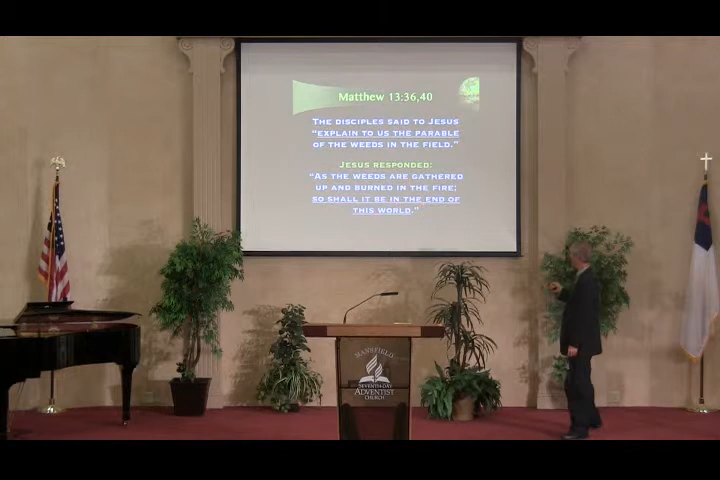 Matthew 13:36,40
The disciples said to Jesus
"explain to us the parable
of the weeds in the field."
Jesus responded:
"As the weeds are gathered
up and burned in the fire;
so shall it be in the end of
this world."
MANSFIELD
SEVENTH-DAY
ADVENTIST
CHURCH